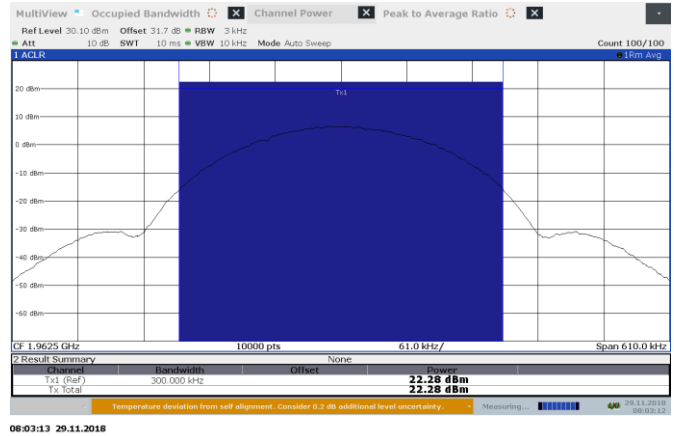 MultiView Occupied Bandwidth X Channel Power X Peak to Average Ratio X
Ref Level 30.10 dBm Offset 31.7 dB RBW 3 kHz
Att 10 dB SWT 10 ms VBW 10 kHz Mode Auto Sweep Count 100/100
1 ACLR 1Rm Avg
Tx1
20 dBm
10 dBm
0 dBm
-10 dBm
-20 dBm
-30 dBm
-40 dBm
-50 dBm
-60 dBm
CF 1.9625 GHz 10000 pts 61.0 kHz/ Span 610.0 kHz
2 Result Summary None
Channel Bandwidth Offset Power
Tx1 (Ref) 300.000 kHz 22.28 dBm
Tx Total 22.28 dBm
Temperature deviation from self alignment. Consider 0.2 dB additional level uncertainty. Measuring... 29.11.2018
08:03:12
08:03:13 29.11.2018